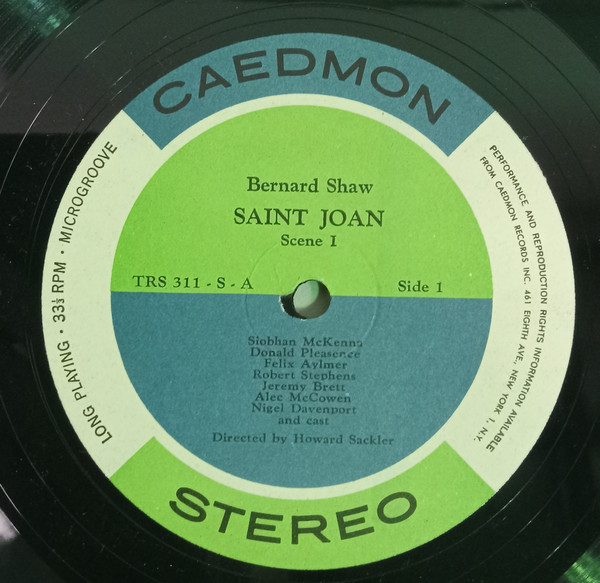 CAEDMON
LONG PLAYING • 33⅓ RPM • MICROGROOVE
Bernard Shaw
SAINT JOAN
Scene I
TRS 311 - S - A
Side 1
Siobhan McKenna
Donald Pleasence
Felix Aylmer
Robert Stephens
Jeremy Brett
Alec McCowen
Nigel Davenport
and cast
Directed by Howard Sackler
PERFORMANCE AND REPRODUCTION RIGHTS INFORMATION AVAILABLE
FROM CAEDMON RECORDS INC. 461 EIGHTH AVE., NEW YORK 1, N.Y.
STEREO